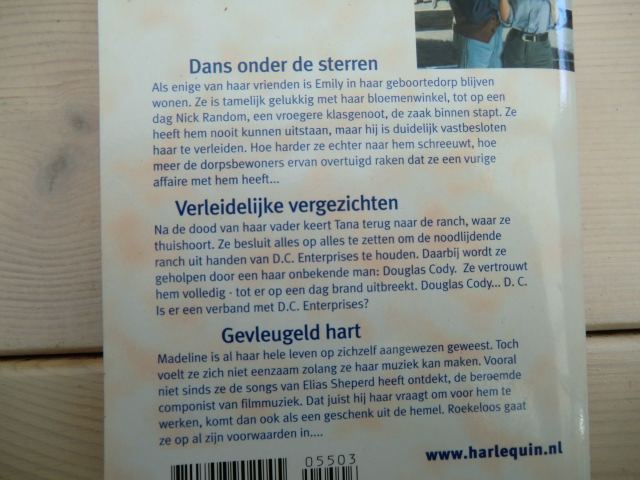 Dans onder de sterren
Als enige van haar vrienden is Emily in haar geboortedorp blijven
wonen. Ze is tamelijk gelukkig met haar bloemenwinkel, tot op een
dag Nick Random, een vroegere klasgenoot, de zaak binnen stapt. Ze
heeft hem nooit kunnen uitstaan, maar hij is duidelijk vastbesloten
haar te verleiden. Hoe harder ze echter naar hem schreeuwt, hoe
meer de dorpsbewoners ervan overtuigd raken dat ze een vurige
affaire met hem heeft...
Verleidelijke vergezichten
Na de dood van haar vader keert Tana terug naar de ranch, waar ze
thuishoort. Ze besluit alles op alles te zetten om de noodlijdende
ranch uit handen van D.C. Enterprises te houden. Daarbij wordt ze
geholpen door een haar onbekende man: Douglas Cody. Ze vertrouwt
hem volledig - tot er op een dag brand uitbreekt. Douglas Cody... D. C.
Is er een verband met D.C. Enterprises?
Gevleugeld hart
Madeline is al haar hele leven op zichzelf aangewezen geweest. Toch
voelt ze zich niet eenzaam zolang ze haar muziek kan maken. Vooral
niet sinds ze de songs van Elias Sheperd heeft ontdekt, de beroemde
componist van filmmuziek. Dat juist hij haar vraagt om voor hem te
werken, komt dan ook als een geschenk uit de hemel. Roekeloos gaat
ze op al zijn voorwaarden in....
www.harlequin.nl
05503